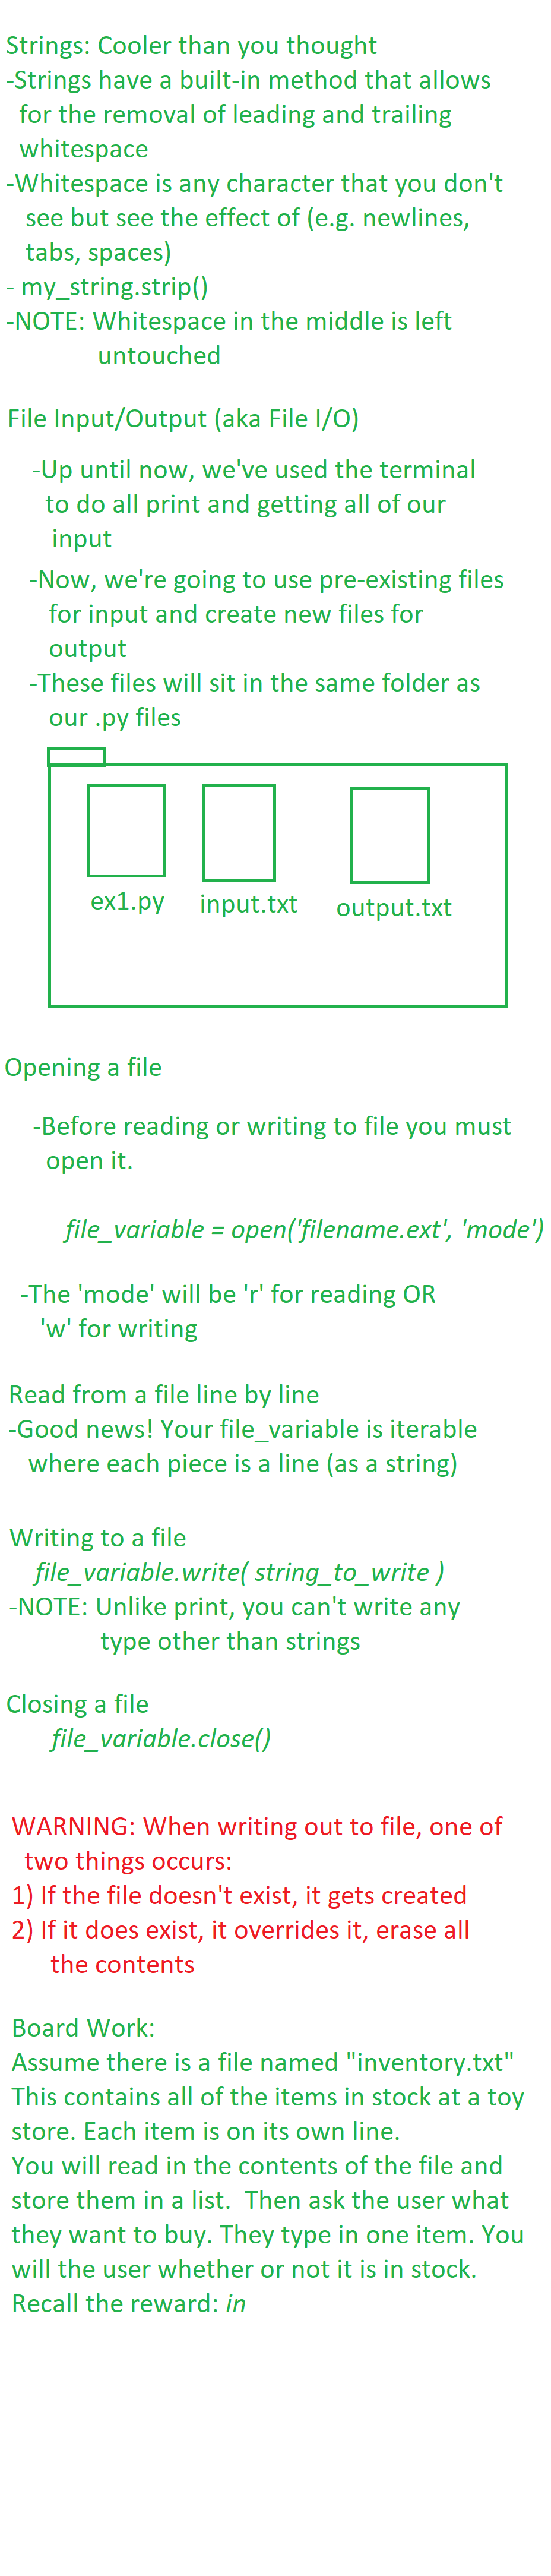 Strings: Cooler than you thought
-Strings have a built-in method that allows
for the removal of leading and trailing
whitespace
-Whitespace is any character that you don't
see but see the effect of (e.g. newlines,
tabs, spaces)
- my_string.strip()
-NOTE: Whitespace in the middle is left
untouched
File Input/Output (aka File I/O)
-Up until now, we've used the terminal
to do all print and getting all of our
input
-Now, we're going to use pre-existing files
for input and create new files for
output
-These files will sit in the same folder as
our .py files
ex1.py input.txt output.txt
Opening a file
-Before reading or writing to file you must
open it.
file_variable = open('filename.ext', 'mode')
-The 'mode' will be 'r' for reading OR
'w' for writing
Read from a file line by line
-Good news! Your file_variable is iterable
where each piece is a line (as a string)
Writing to a file
file_variable.write( string_to_write )
-NOTE: Unlike print, you can't write any
type other than strings
Closing a file
file_variable.close()
WARNING: When writing out to file, one of
two things occurs:
1) If the file doesn't exist, it gets created
2) If it does exist, it overrides it, erase all
the contents
Board Work:
Assume there is a file named "inventory.txt"
This contains all of the items in stock at a toy
store. Each item is on its own line.
You will read in the contents of the file and
store them in a list.  Then ask the user what
they want to buy. They type in one item. You
will the user whether or not it is in stock.
Recall the reward: in